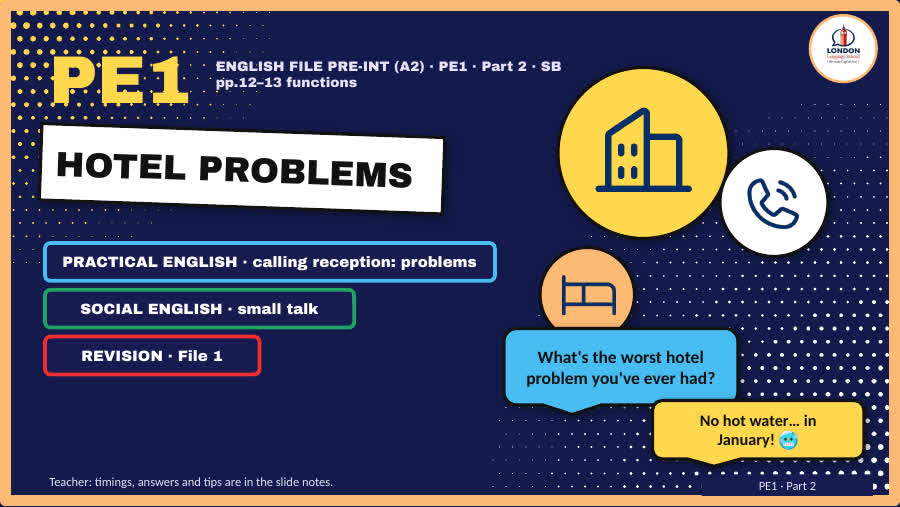 PE1
ENGLISH FILE PRE-INT (A2) · PE1 · Part 2 · SB
pp.12–13 functions
LONDON
Language School
HOTEL PROBLEMS
PRACTICAL ENGLISH · calling reception: problems
SOCIAL ENGLISH · small talk
REVISION · File 1
What's the worst hotel
problem you've ever had?
No hot water... in
January! 🥶
Teacher: timings, answers and tips are in the slide notes.
PE1 · Part 2